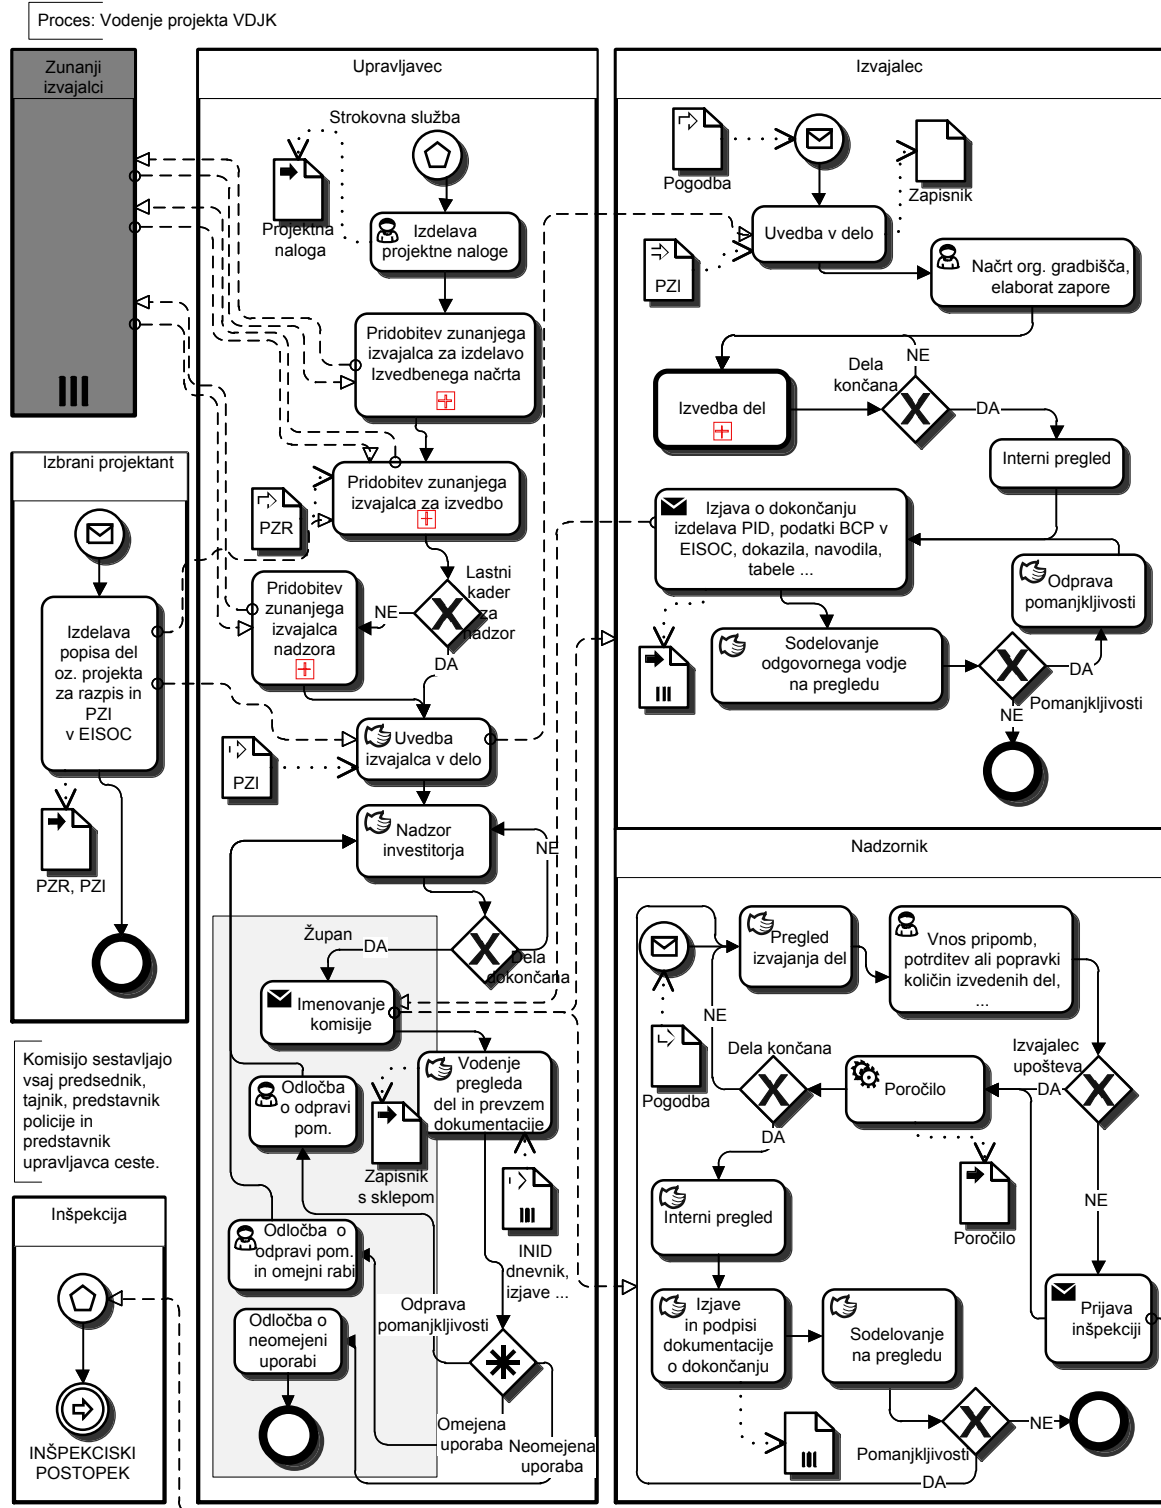 Proces: Vodenje projekta VDJK
Zunanji
izvajalci
Upravljavec
Strokovna služba
Projektna
naloga
Izdelava
projektne naloge
Pridobitev zunanjega
izvajalca za izdelavo
Izvedbenega načrta
Pridobitev zunanjega
izvajalca za izvedbo
PZR
Lastni
kader
za
nadzor
NE
DA
Pridobitev
zunanjega
izvajalca
nadzora
Uvedba
izvajalca v delo
PZI
Nadzor
investitorja
NE
Župan
DA
Dela
dokončana
Imenovanje
komisije
Vodenje
pregleda
del in prevzem
dokumentacije
Odločba
o odpravi
pom.
Zapisnik
s sklepom
INID
dnevnik,
izjave ...
Odločba o
odpravi pom.
in omejni rabi
Odprava
pomanjkljivosti
Odločba o
neomejeni
uporabi
Omejena
uporaba
Neomejena
uporaba
Izbrani projektant
Izdelava
popisa del
oz. projekta
za razpis in
PZI
v EISOC
PZR, PZI
Komisijo sestavljajo
vsaj predsednik,
tajnik, predstavnik
policije in
predstavnik
upravljavca ceste.
Inšpekcija
INŠPEKCISKI
POSTOPEK
Izvajalec
Pogodba
Zapisnik
Uvedba v delo
PZI
Načrt org. gradbišča,
elaborat zapore
NE
Dela
končana
Izvedba del
DA
Interni pregled
Izjava o dokončanju
izdelava PID, podatki BCP v
EISOC, dokazila, navodila,
tabele ...
Odprava
pomanjkljivosti
Sodelovanje
odgovornega vodje
na pregledu
DA
Pomanjkljivosti
NE
Nadzornik
Pregled
izvajanja del
Vnos pripomb,
potrditev ali popravki
količin izvedenih del,
...
NE
Pogodba
Dela končana
Izvajalec
upošteva
DA
Poročilo
DA
NE
Interni pregled
Poročilo
Izjave
in podpisi
dokumentacije
o dokončanju
Sodelovanje
na pregledu
Prijava
inšpekciji
Pomanjkljivosti
NE
DA